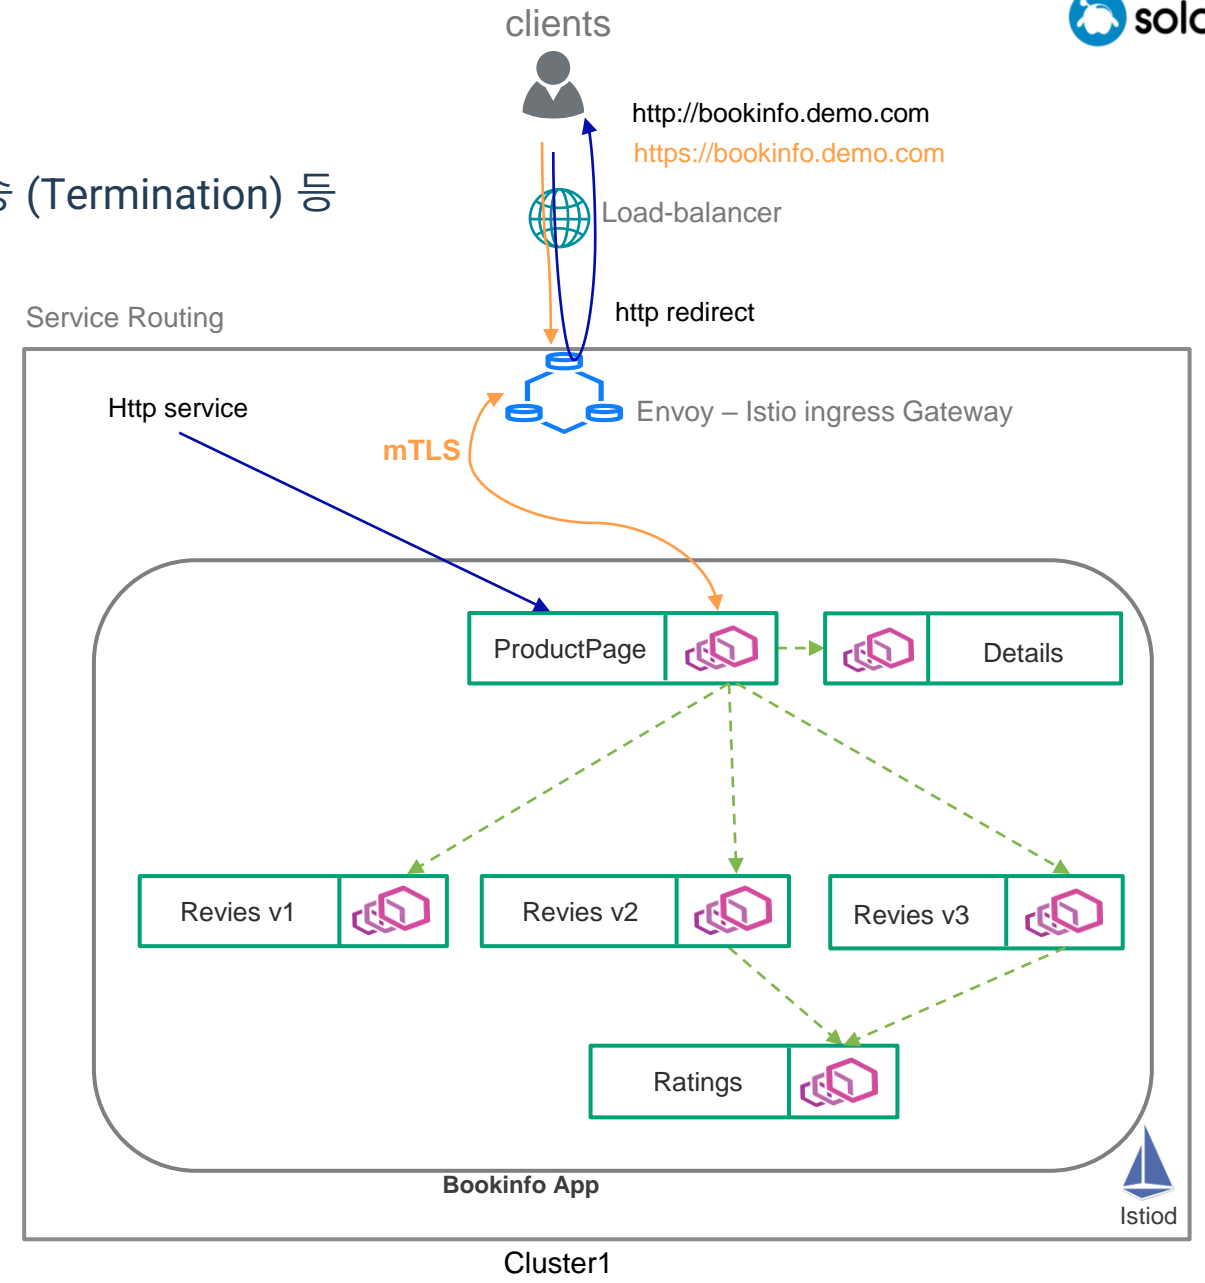 clients
solo
http://bookinfo.demo.com
https://bookinfo.demo.com
(Termination) 등
Load-balancer
http redirect
Service Routing
Http service
Envoy – Istio ingress Gateway
mTLS
ProductPage
Details
Revies v1
Revies v2
Revies v3
Ratings
Bookinfo App
Istiod
Cluster1